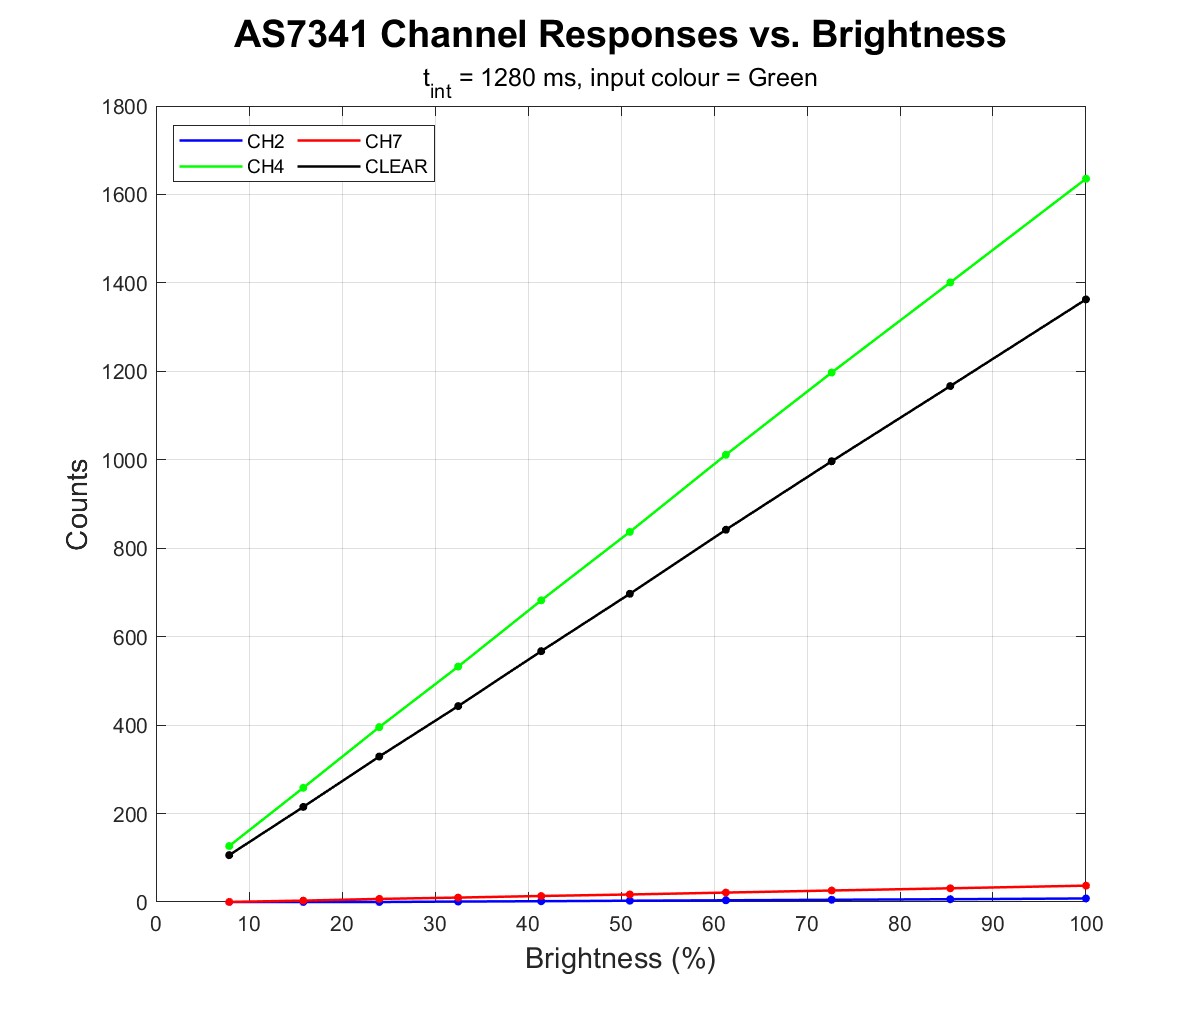 AS7341 Channel Responses vs. Brightness
t_int = 1280 ms, input colour = Green
CH2 CH7
CH4 CLEAR
1800
1600
1400
1200
1000
800
600
400
200
0
Counts
0 10 20 30 40 50 60 70 80 90 100
Brightness (%)